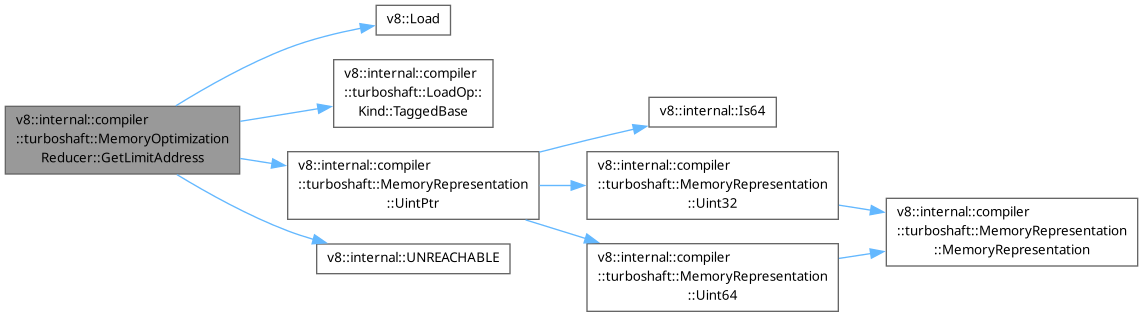 v8::Load
v8::internal::compiler
::turboshaft::LoadOp::
Kind::TaggedBase
v8::internal::compiler
::turboshaft::MemoryOptimization
Reducer::GetLimitAddress
v8::internal::compiler
::turboshaft::MemoryRepresentation
::UintPtr
v8::internal::UNREACHABLE
v8::internal::Is64
v8::internal::compiler
::turboshaft::MemoryRepresentation
::Uint32
v8::internal::compiler
::turboshaft::MemoryRepresentation
::Uint64
v8::internal::compiler
::turboshaft::MemoryRepresentation
::MemoryRepresentation